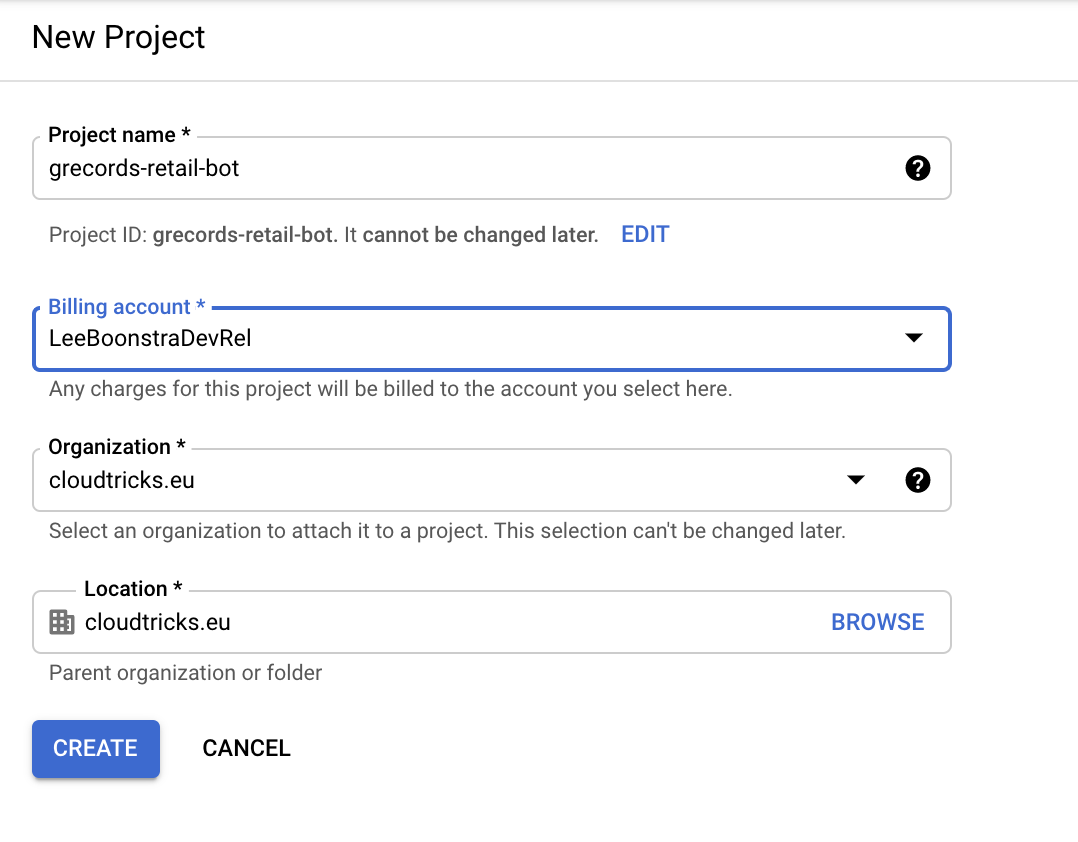 New Project
Project name *
grecords-retail-bot
Project ID: grecords-retail-bot. It cannot be changed later. EDIT
Billing account *
LeeBoonstraDevRel
Any charges for this project will be billed to the account you select here.
Organization *
cloudtricks.eu
Select an organization to attach it to a project. This selection can't be changed later.
Location *
cloudtricks.eu BROWSE
Parent organization or folder
CREATE CANCEL